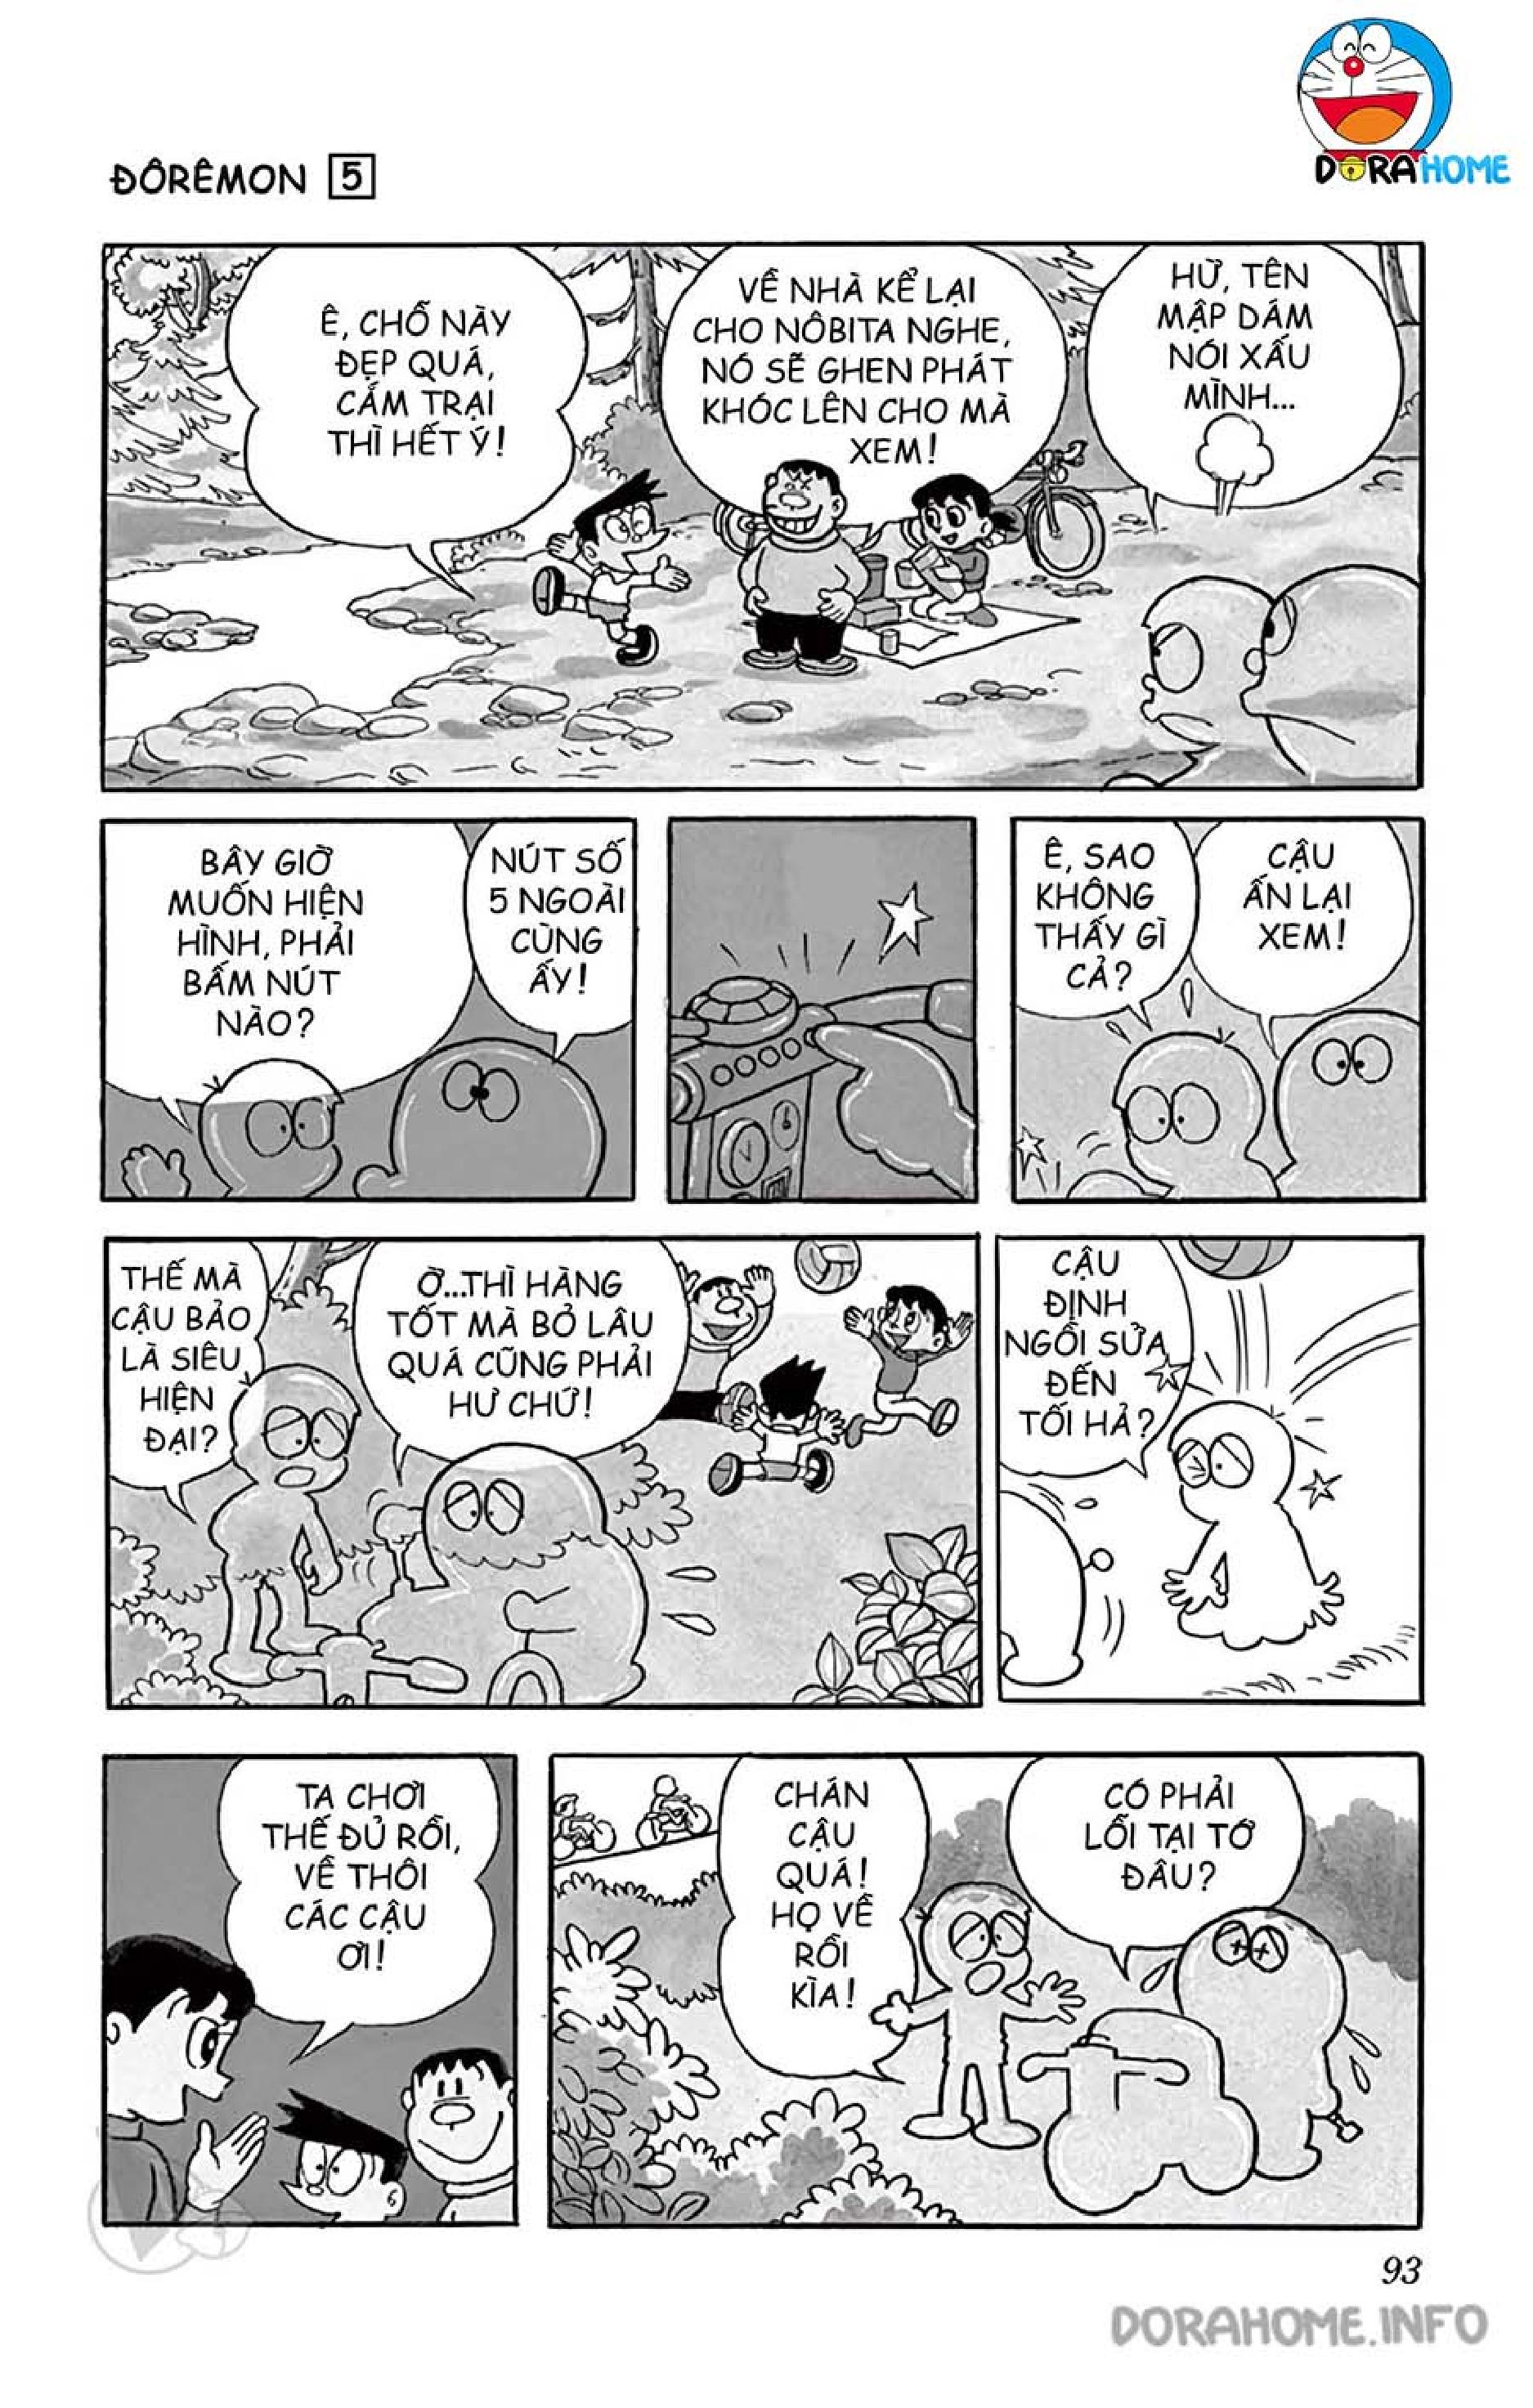 DORAHOME
ĐÔRÊMON 5
Ê, CHỖ NÀY
ĐẸP QUÁ,
CẮM TRẠI
THÌ HẾT Ý!
VỀ NHÀ KỂ LẠI
CHO NÔBITA NGHE,
NÓ SẼ GHEN PHÁT
KHÓC LÊN CHO MÀ
XEM!
HỪ, TÊN
MẬP DÁM
NÓI XẤU
MÌNH...
BÂY GIỜ
MUỐN HIỆN
HÌNH, PHẢI
BẤM NÚT
NÀO?
NÚT SỐ
5 NGOÀI
CÙNG
ẤY!
Ê, SAO
KHÔNG
THẤY GÌ
CẢ?
CẬU
ẤN LẠI
XEM!
THẾ MÀ
CẬU BẢO
LÀ SIÊU
HIỆN
ĐẠI?
Ờ...THÌ HÀNG
TỐT MÀ BỎ LÂU
QUÁ CŨNG PHẢI
HƯ CHỨ!
CẬU
ĐỊNH
NGỒI SỬA
ĐẾN
TỐI HẢ?
TA CHƠI
THẾ ĐỦ RỒI,
VỀ THÔI
CÁC CẬU
ƠI!
CHÁN
CẬU
QUÁ!
HỌ VỀ
RỒI
KÌA!
CÓ PHẢI
LỖI TẠI TỚ
ĐÂU?
93
DORAHOME.INFO